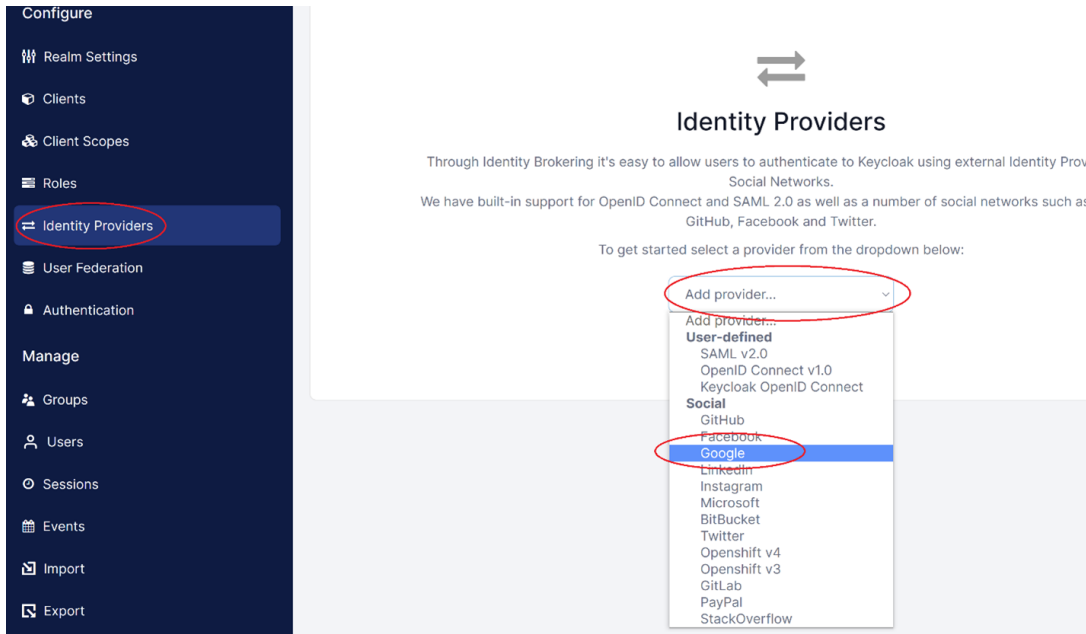 Configure
Realm Settings
Clients
Client Scopes
Roles
Identity Providers
User Federation
Authentication
Manage
Groups
Users
Sessions
Events
Import
Export
Identity Providers
Through Identity Brokering it's easy to allow users to authenticate to Keycloak using external Identity Prov
Social Networks.
We have built-in support for OpenID Connect and SAML 2.0 as well as a number of social networks such as
GitHub, Facebook and Twitter.
To get started select a provider from the dropdown below:
Add provider...
Add provider...
User-defined
SAML v2.0
OpenID Connect v1.0
Keycloak OpenID Connect
Social
GitHub
Facebook
Google
LinkedIn
Instagram
Microsoft
BitBucket
Twitter
Openshift v4
Openshift v3
GitLab
PayPal
StackOverflow